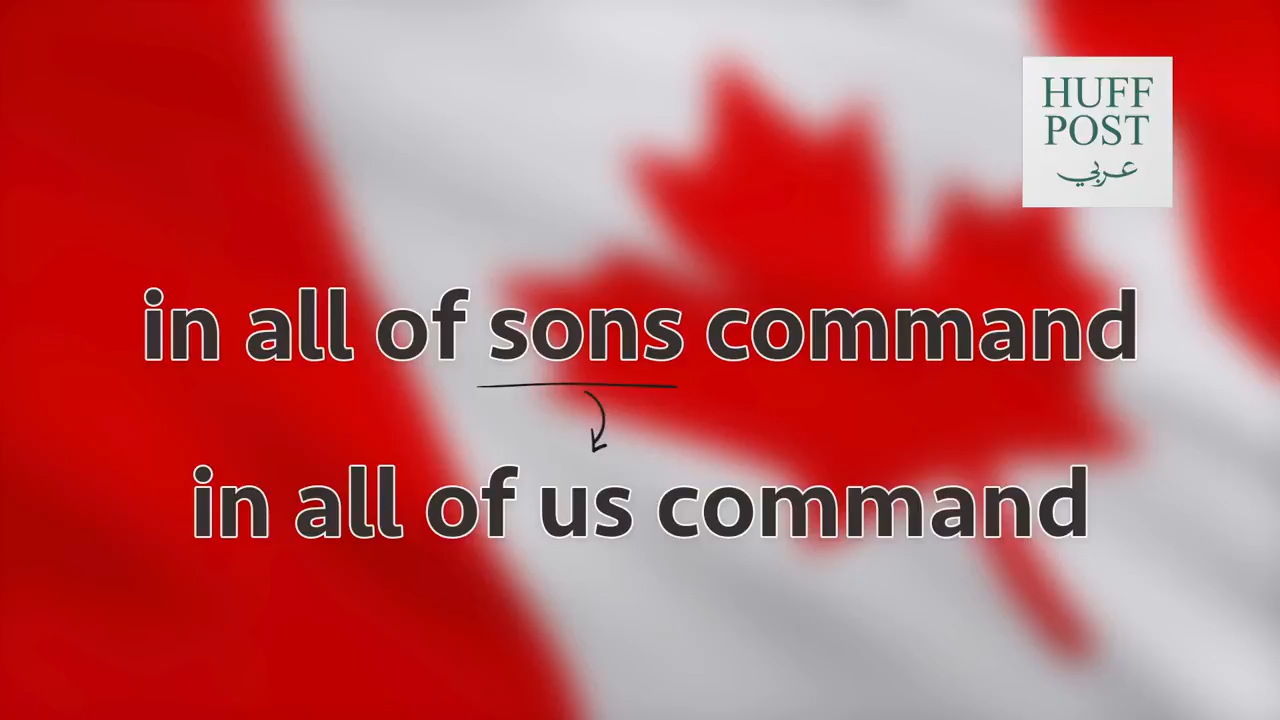 HUFF
POST
عربي
in all of sons command
in all of us command